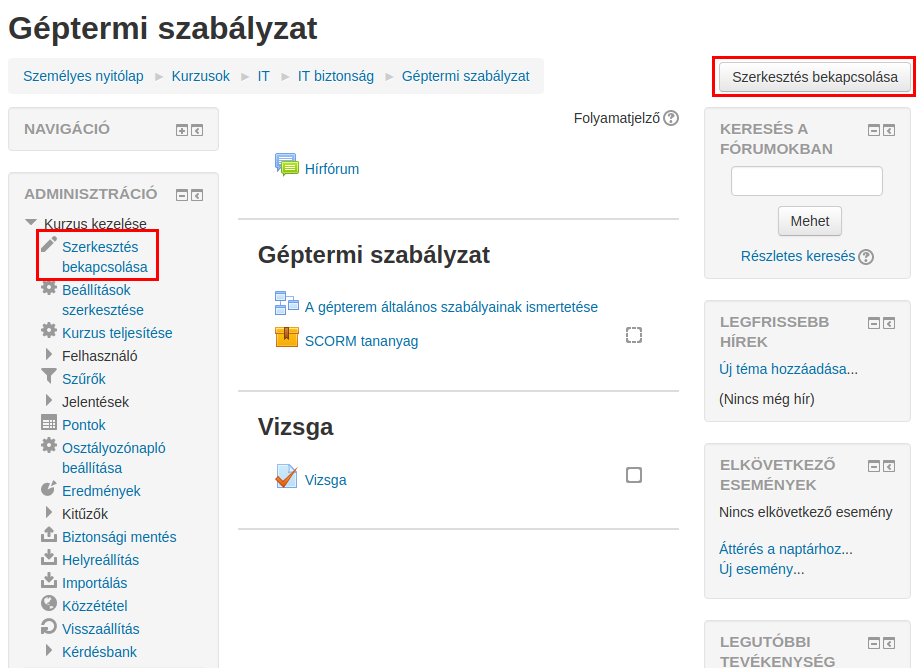 Géptermi szabályzat
Személyes nyitólap ► Kurzusok ► IT ► IT biztonság ► Géptermi szabályzat
Szerkesztés bekapcsolása
NAVIGÁCIÓ
ADMINISZTRÁCIÓ
Kurzus kezelése
Szerkesztés
bekapcsolása
Beállítások
szerkesztése
Kurzus teljesítése
Felhasználó
Szűrők
Jelentések
Pontok
Osztályozónapló
beállítása
Eredmények
Kitűzők
Biztonsági mentés
Helyreállítás
Importálás
Közzététel
Visszaállítás
Kérdésbank
Folyamatjelző
Hírfórum
Géptermi szabályzat
A gépterem általános szabályainak ismertetése
SCORM tananyag
Vizsga
Vizsga
KERESÉS A
FÓRUMOKBAN
Mehet
Részletes keresés
LEGFRISSEBB
HÍREK
Új téma hozzáadása...
(Nincs még hír)
ELKÖVETKEZŐ
ESEMÉNYEK
Nincs elkövetkező esemény
Áttérés a naptárhoz...
Új esemény...
LEGUTÓBBI
TEVÉKENYSÉG